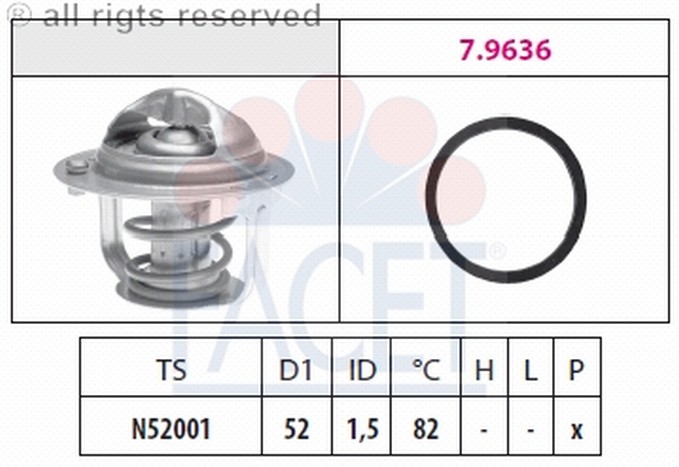 ® all rigts reserved
7.9636
FACET®
TS D1 ID °C H L P
N52001 52 1,5 82 - - x